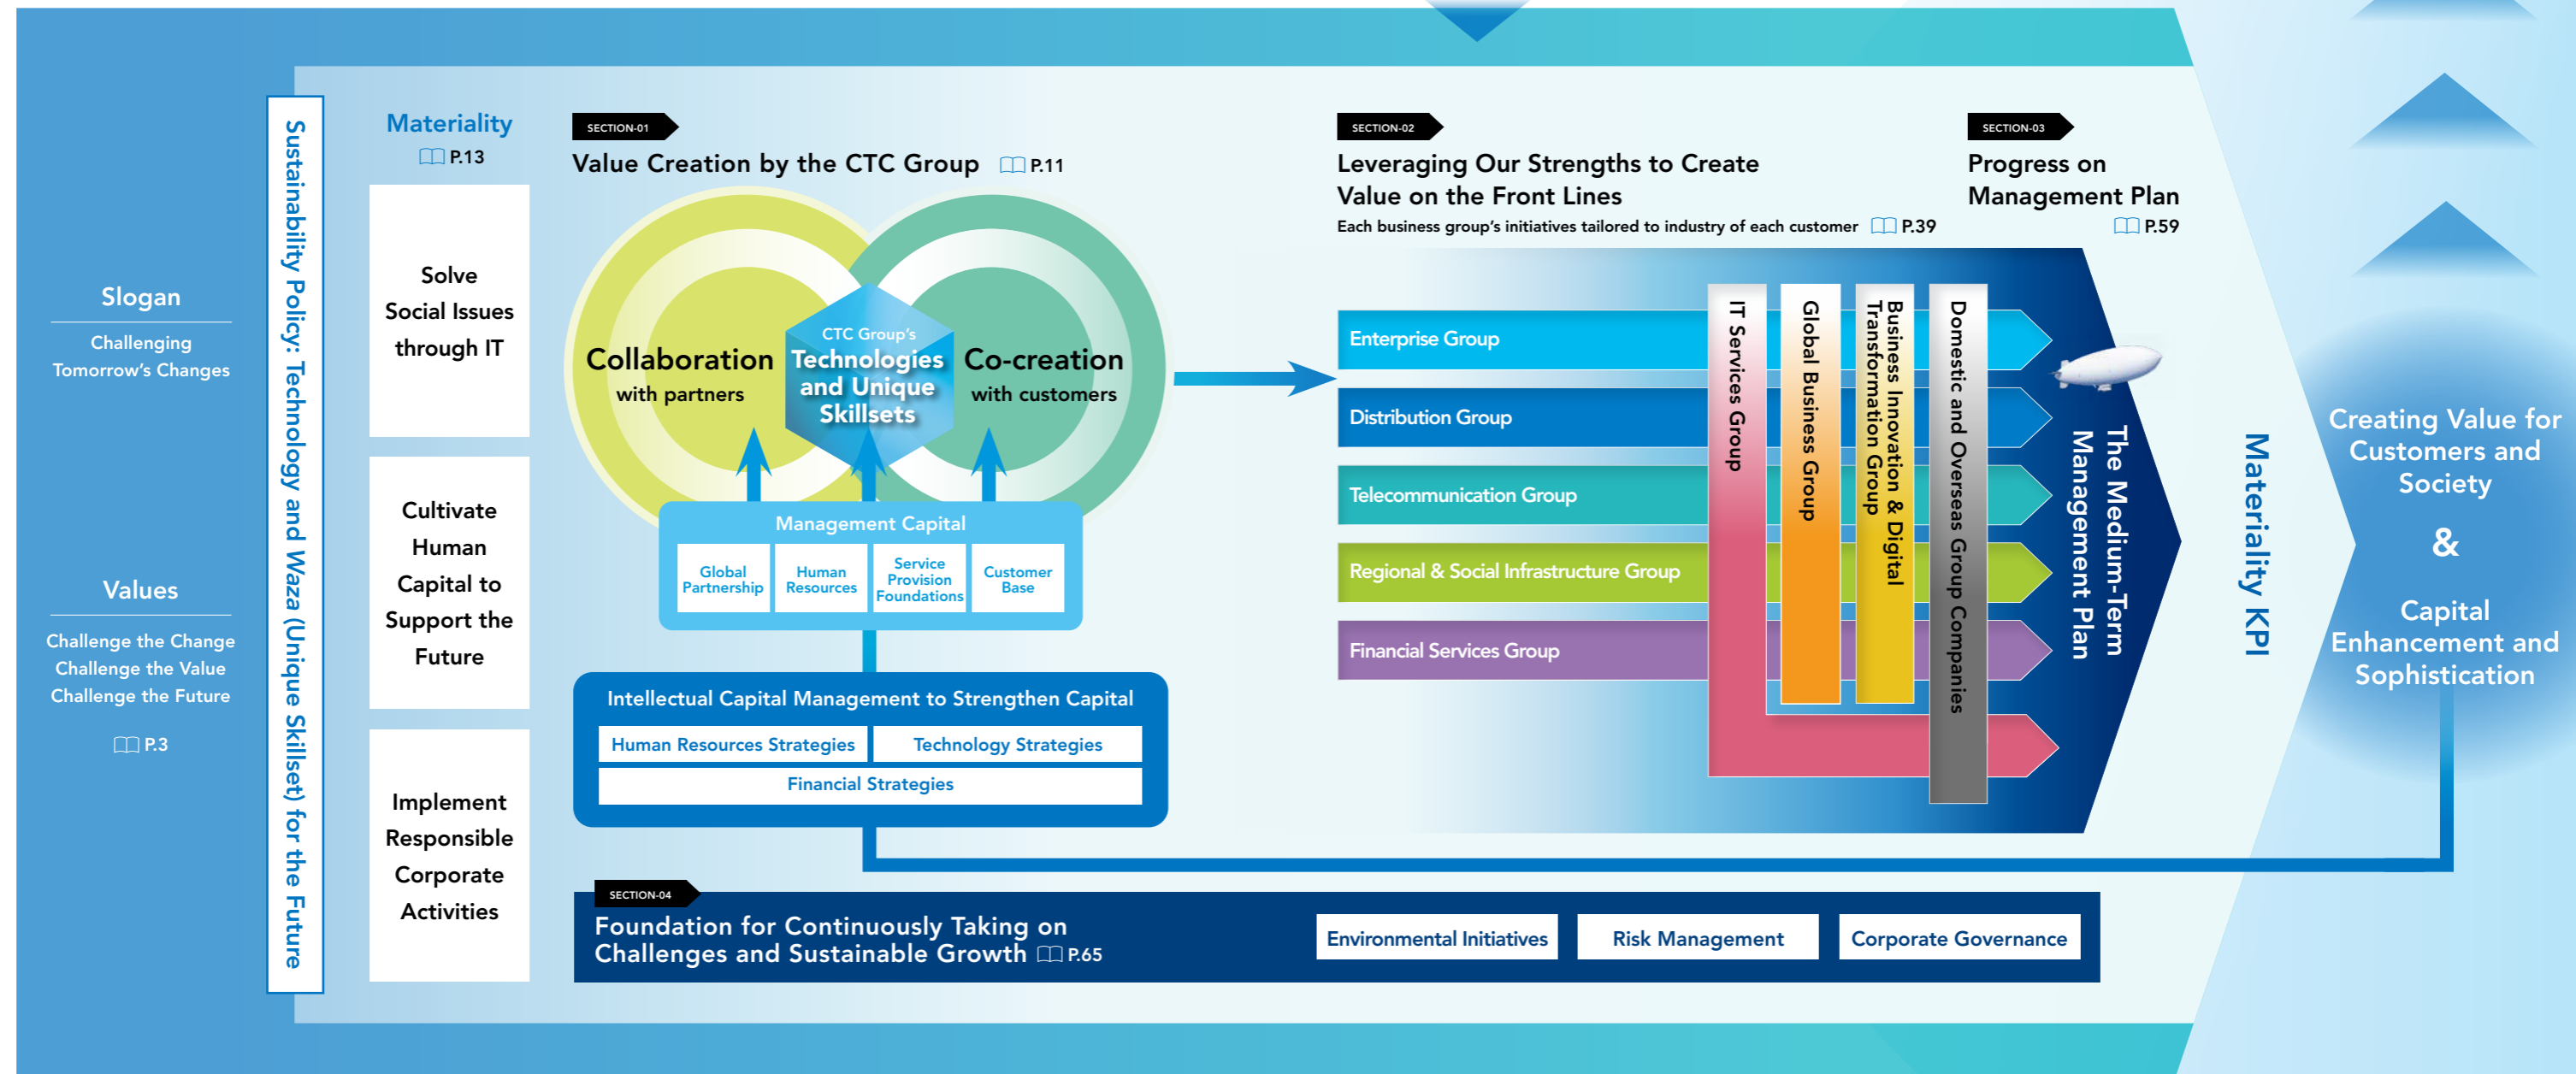 Slogan
Challenging
Tomorrow's Changes
Values
Challenge the Change
Challenge the Value
Challenge the Future
P.3
Sustainability Policy: Technology and Waza (Unique Skillset) for the Future
Materiality
P.13
Solve
Social Issues
through IT
Cultivate
Human
Capital to
Support the
Future
Implement
Responsible
Corporate
Activities
SECTION-01
Value Creation by the CTC Group P.11
Collaboration
with partners
CTC Group's
Technologies
and Unique
Skillsets
Co-creation
with customers
Management Capital
Global
Partnership
Human
Resources
Service
Provision
Foundations
Customer
Base
Intellectual Capital Management to Strengthen Capital
Human Resources Strategies
Technology Strategies
Financial Strategies
SECTION-02
Leveraging Our Strengths to Create
Value on the Front Lines
Each business group's initiatives tailored to industry of each customer P.39
Enterprise Group
Distribution Group
Telecommunication Group
Regional & Social Infrastructure Group
Financial Services Group
IT Services Group
Global Business Group
Business Innovation & Digital
Transformation Group
Domestic and Overseas Group Companies
SECTION-03
Progress on
Management Plan
P.59
The Medium-Term
Management Plan
Materiality KPI
Creating Value for
Customers and
Society
&
Capital
Enhancement and
Sophistication
SECTION-04
Foundation for Continuously Taking on
Challenges and Sustainable Growth P.65
Environmental Initiatives
Risk Management
Corporate Governance